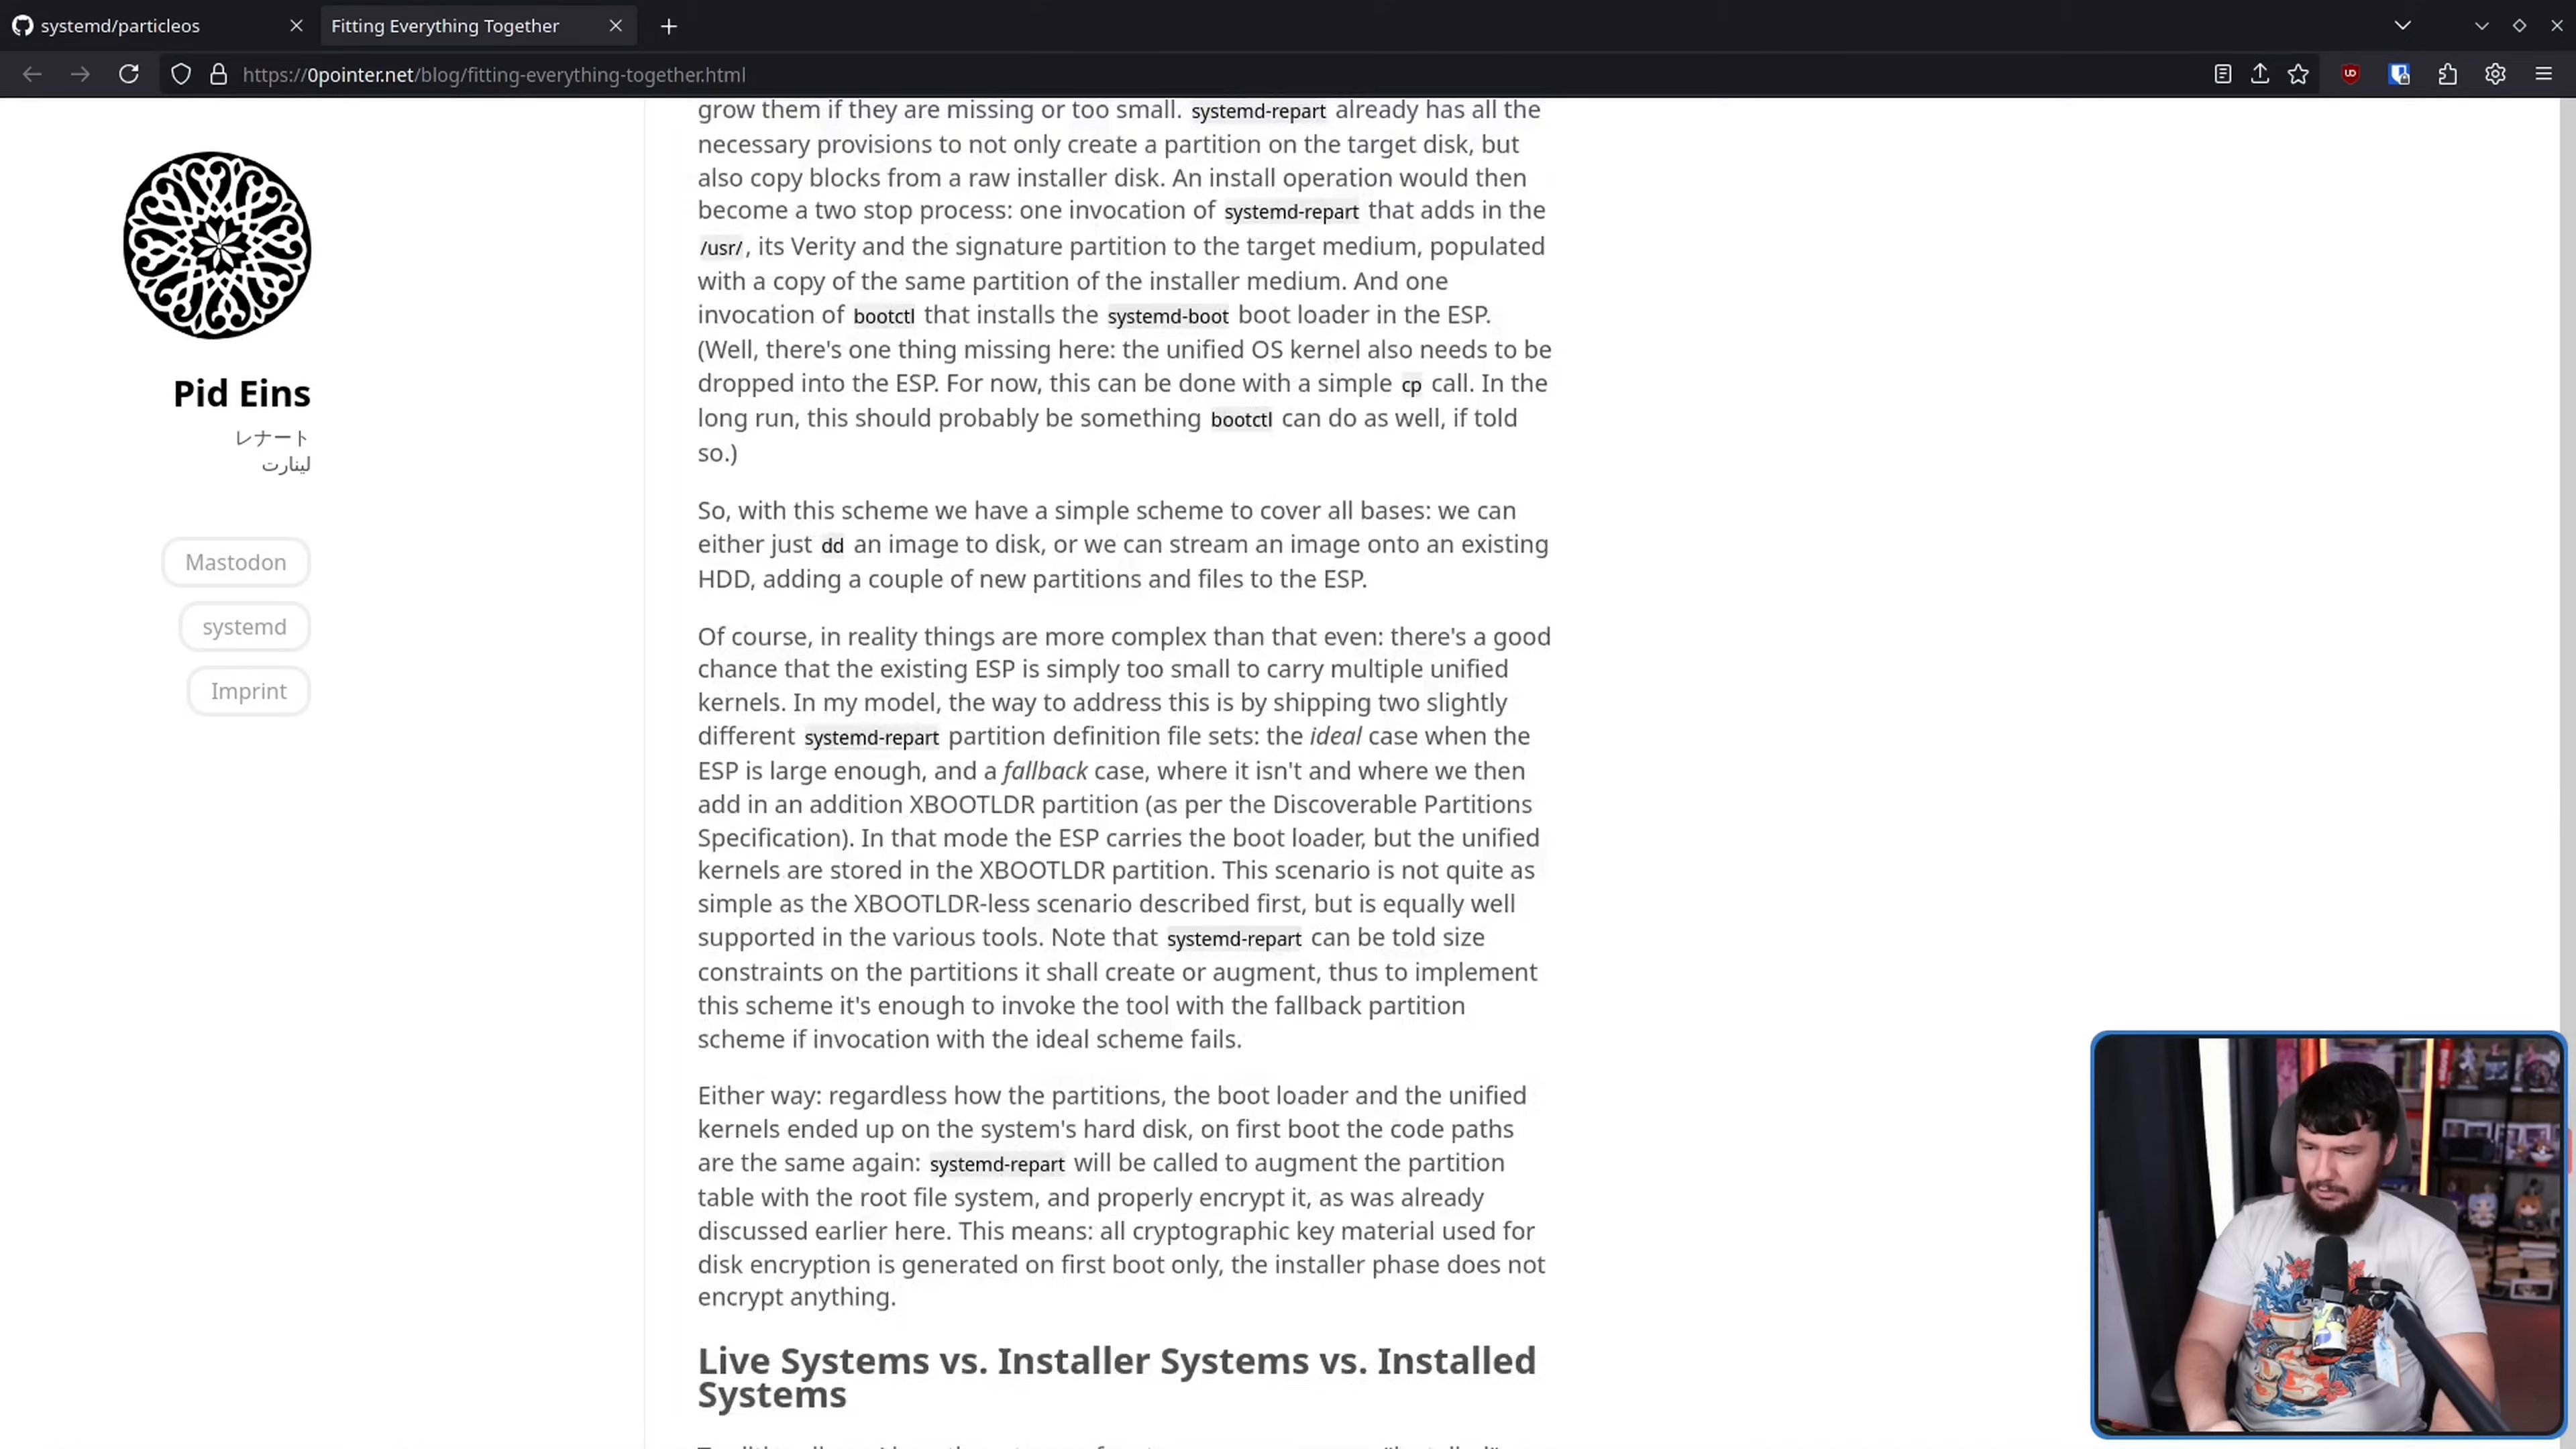 systemd/particleos
Fitting Everything Together
https://0pointer.net/blog/fitting-everything-together.html
Pid Eins
レナート
لينارت
Mastodon
systemd
Imprint
grow them if they are missing or too small. systemd-repart already has all the
necessary provisions to not only create a partition on the target disk, but
also copy blocks from a raw installer disk. An install operation would then
become a two stop process: one invocation of systemd-repart that adds in the
/usr/, its Verity and the signature partition to the target medium, populated
with a copy of the same partition of the installer medium. And one
invocation of bootctl that installs the systemd-boot boot loader in the ESP.
(Well, there's one thing missing here: the unified OS kernel also needs to be
dropped into the ESP. For now, this can be done with a simple cp call. In the
long run, this should probably be something bootctl can do as well, if told
so.)
So, with this scheme we have a simple scheme to cover all bases: we can
either just dd an image to disk, or we can stream an image onto an existing
HDD, adding a couple of new partitions and files to the ESP.
Of course, in reality things are more complex than that even: there's a good
chance that the existing ESP is simply too small to carry multiple unified
kernels. In my model, the way to address this is by shipping two slightly
different systemd-repart partition definition file sets: the ideal case when the
ESP is large enough, and a fallback case, where it isn't and where we then
add in an addition XBOOTLDR partition (as per the Discoverable Partitions
Specification). In that mode the ESP carries the boot loader, but the unified
kernels are stored in the XBOOTLDR partition. This scenario is not quite as
simple as the XBOOTLDR-less scenario described first, but is equally well
supported in the various tools. Note that systemd-repart can be told size
constraints on the partitions it shall create or augment, thus to implement
this scheme it's enough to invoke the tool with the fallback partition
scheme if invocation with the ideal scheme fails.
Either way: regardless how the partitions, the boot loader and the unified
kernels ended up on the system's hard disk, on first boot the code paths
are the same again: systemd-repart will be called to augment the partition
table with the root file system, and properly encrypt it, as was already
discussed earlier here. This means: all cryptographic key material used for
disk encryption is generated on first boot only, the installer phase does not
encrypt anything.
Live Systems vs. Installer Systems vs. Installed
Systems